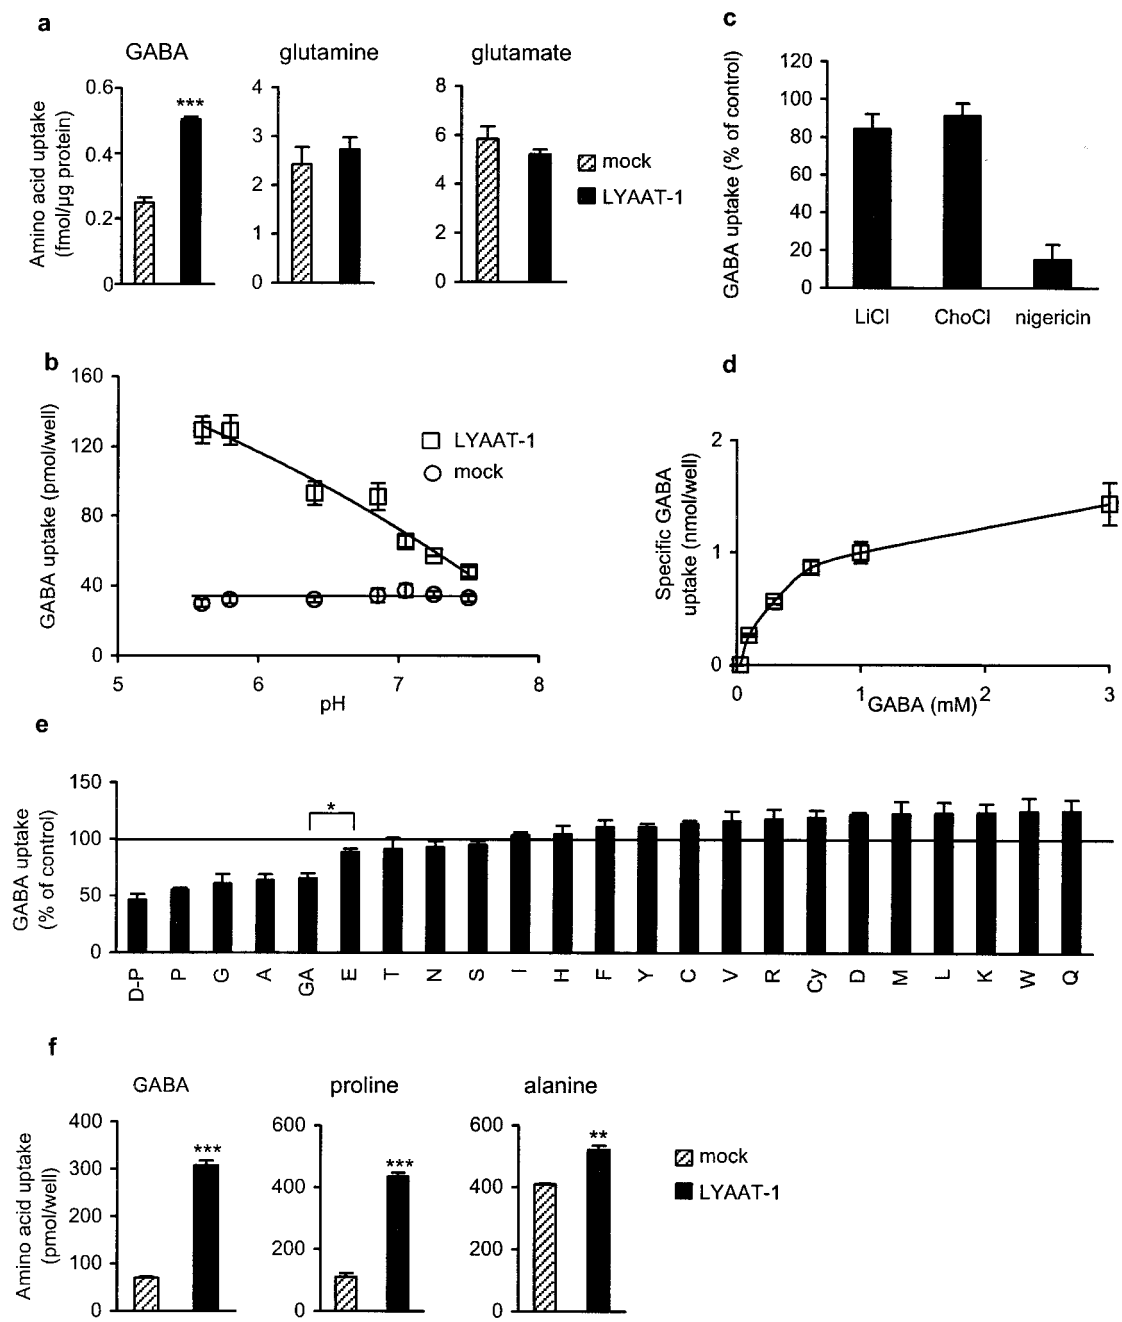 a
GABA
glutamine
glutamate
Amino acid uptake
(fmol/µg protein)
0.6
0.4
0.2
0
***
4
3
2
1
0
8
6
4
2
0
mock
LYAAT-1
c
GABA uptake (% of control)
120
100
80
60
40
20
0
LiCl
ChoCl
nigericin
b
GABA uptake (pmol/well)
160
120
80
40
0
LYAAT-1
mock
5
6
7
8
pH
d
Specific GABA
uptake (nmol/well)
2
1
0
0
1
2
3
GABA (mM)
e
GABA uptake
(% of control)
150
100
50
0
*
D-P
P
G
A
GA
E
T
N
S
I
H
F
Y
C
V
R
Cy
D
M
L
K
W
Q
f
GABA
proline
alanine
Amino acid uptake
(pmol/well)
400
300
200
100
0
***
600
400
200
0
***
600
400
200
0
**
mock
LYAAT-1